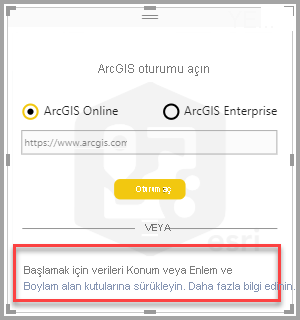 ArcGIS oturumu açın
ArcGIS Online
ArcGIS Enterprise
https://www.arcgis.com
Oturum aç
VEYA
esri
Başlamak için verileri Konum veya Enlem ve
Boylam alan kutularına sürükleyin. Daha fazla bilgi edinin.